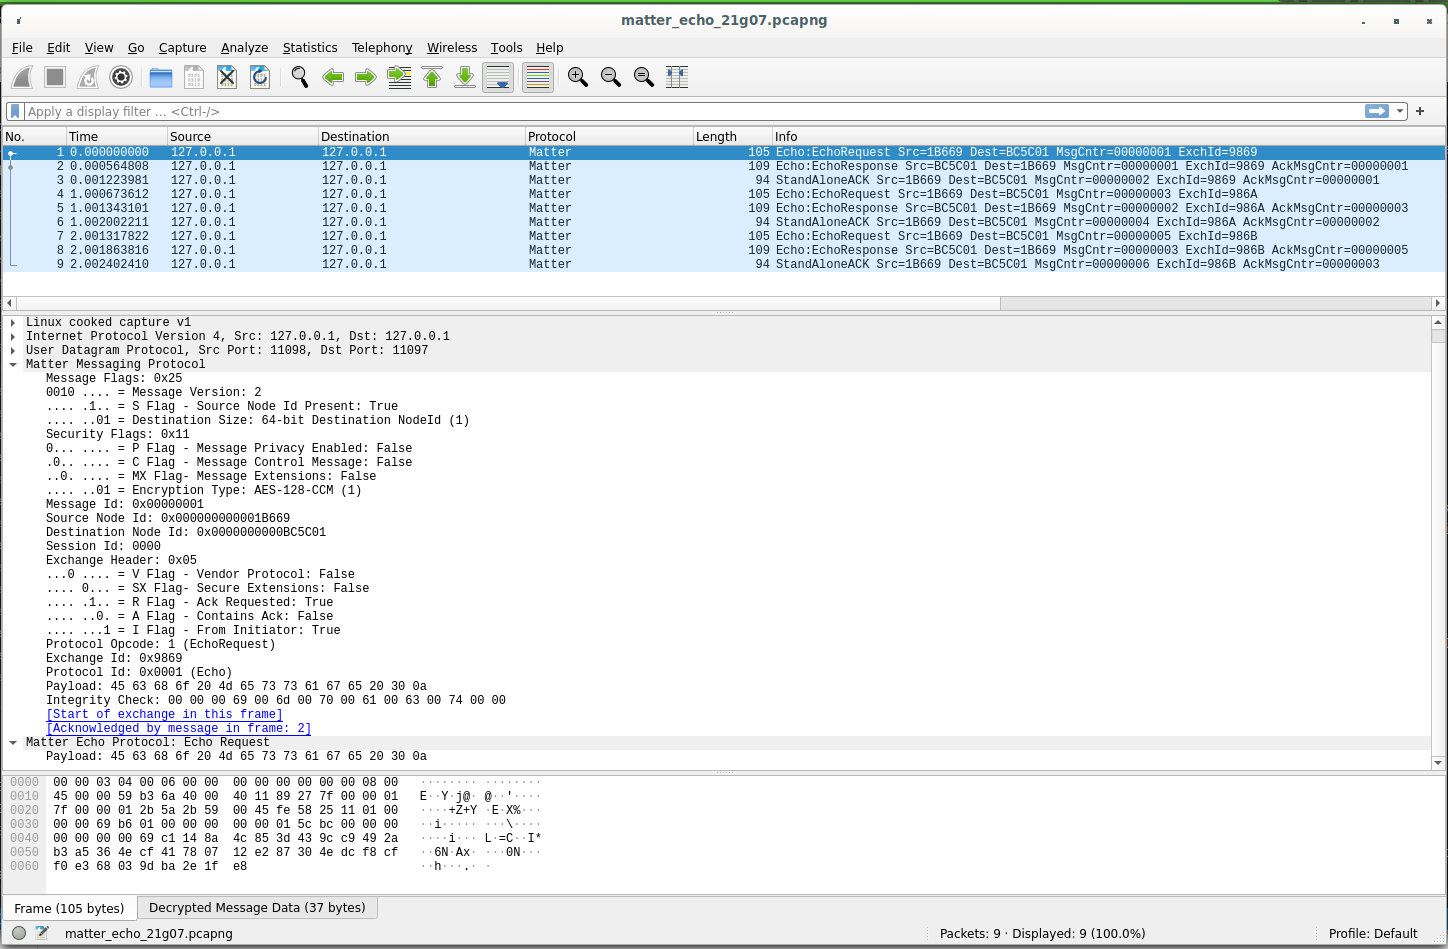 matter_echo_21g07.pcapng
File Edit View Go Capture Analyze Statistics Telephony Wireless Tools Help
Apply a display filter … <Ctrl-/>
No. Time Source Destination Protocol Length Info
1 0.000000000 127.0.0.1 127.0.0.1 Matter 105 Echo:EchoRequest Src=1B669 Dest=BC5C01 MsgCntr=00000001 ExchId=9869
2 0.000564808 127.0.0.1 127.0.0.1 Matter 109 Echo:EchoResponse Src=BC5C01 Dest=1B669 MsgCntr=00000001 ExchId=9869 AckMsgCntr=00000001
3 0.001223981 127.0.0.1 127.0.0.1 Matter 94 StandAloneACK Src=1B669 Dest=BC5C01 MsgCntr=00000002 ExchId=9869 AckMsgCntr=00000001
4 1.000673612 127.0.0.1 127.0.0.1 Matter 105 Echo:EchoRequest Src=1B669 Dest=BC5C01 MsgCntr=00000003 ExchId=986A
5 1.001343101 127.0.0.1 127.0.0.1 Matter 109 Echo:EchoResponse Src=BC5C01 Dest=1B669 MsgCntr=00000002 ExchId=986A AckMsgCntr=00000003
6 1.002002211 127.0.0.1 127.0.0.1 Matter 94 StandAloneACK Src=1B669 Dest=BC5C01 MsgCntr=00000004 ExchId=986A AckMsgCntr=00000002
7 2.001317822 127.0.0.1 127.0.0.1 Matter 105 Echo:EchoRequest Src=1B669 Dest=BC5C01 MsgCntr=00000005 ExchId=986B
8 2.001863816 127.0.0.1 127.0.0.1 Matter 109 Echo:EchoResponse Src=BC5C01 Dest=1B669 MsgCntr=00000003 ExchId=986B AckMsgCntr=00000005
9 2.002402410 127.0.0.1 127.0.0.1 Matter 94 StandAloneACK Src=1B669 Dest=BC5C01 MsgCntr=00000006 ExchId=986B AckMsgCntr=00000003
Linux cooked capture v1
Internet Protocol Version 4, Src: 127.0.0.1, Dst: 127.0.0.1
User Datagram Protocol, Src Port: 11098, Dst Port: 11097
Matter Messaging Protocol
Message Flags: 0x25
0010 .... = Message Version: 2
.... .1.. = S Flag - Source Node Id Present: True
.... ..01 = Destination Size: 64-bit Destination NodeId (1)
Security Flags: 0x11
0... .... = P Flag - Message Privacy Enabled: False
.0.. .... = C Flag - Message Control Message: False
..0. .... = MX Flag- Message Extensions: False
.... ..01 = Encryption Type: AES-128-CCM (1)
Message Id: 0x00000001
Source Node Id: 0x000000000001B669
Destination Node Id: 0x0000000000BC5C01
Session Id: 0000
Exchange Header: 0x05
...0 .... = V Flag - Vendor Protocol: False
.... 0... = SX Flag- Secure Extensions: False
.... .1.. = R Flag - Ack Requested: True
.... ..0. = A Flag - Contains Ack: False
.... ...1 = I Flag - From Initiator: True
Protocol Opcode: 1 (EchoRequest)
Exchange Id: 0x9869
Protocol Id: 0x0001 (Echo)
Payload: 45 63 68 6f 20 4d 65 73 73 61 67 65 20 30 0a
Integrity Check: 00 00 00 69 00 6d 00 70 00 61 00 63 00 74 00 00
[Start of exchange in this frame]
[Acknowledged by message in frame: 2]
Matter Echo Protocol: Echo Request
Payload: 45 63 68 6f 20 4d 65 73 73 61 67 65 20 30 0a
0000 00 00 03 04 00 06 00 00 00 00 00 00 00 00 08 00 ········ ········
0010 45 00 00 59 b3 6a 40 00 40 11 89 27 7f 00 00 01 E··Y·j@· @··'····
0020 7f 00 00 01 2b 5a 2b 59 00 45 fe 58 25 11 01 00 ····+Z+Y ·E·X%···
0030 00 00 69 b6 01 00 00 00 00 00 01 5c bc 00 00 00 ··i····· ···\····
0040 00 00 00 00 69 c1 14 8a 4c 85 3d 43 9c c9 49 2a ····i··· L·=C··I*
0050 b3 a5 36 4e cf 41 78 07 12 e2 87 30 4e dc f8 cf ··6N·Ax· ···0N···
0060 f0 e3 68 03 9d ba 2e 1f e8 ··h···.· ·
Frame (105 bytes) Decrypted Message Data (37 bytes)
matter_echo_21g07.pcapng Packets: 9 · Displayed: 9 (100.0%) Profile: Default